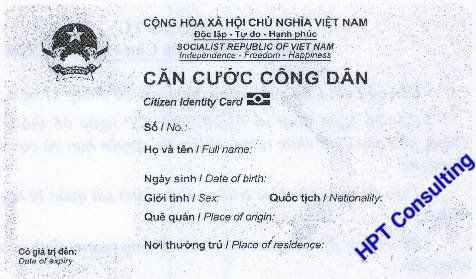 CỘNG HÒA XÃ HỘI CHỦ NGHĨA VIỆT NAM
Độc lập - Tự do - Hạnh phúc
SOCIALIST REPUBLIC OF VIET NAM
Independence - Freedom - Happiness
CĂN CƯỚC CÔNG DÂN
Citizen Identity Card
Số / No.:
Họ và tên / Full name:
Ngày sinh / Date of birth:
Giới tính / Sex: Quốc tịch / Nationality:
Quê quán / Place of origin:
Nơi thường trú / Place of residence:
Có giá trị đến:
Date of expiry
HPT Consulting